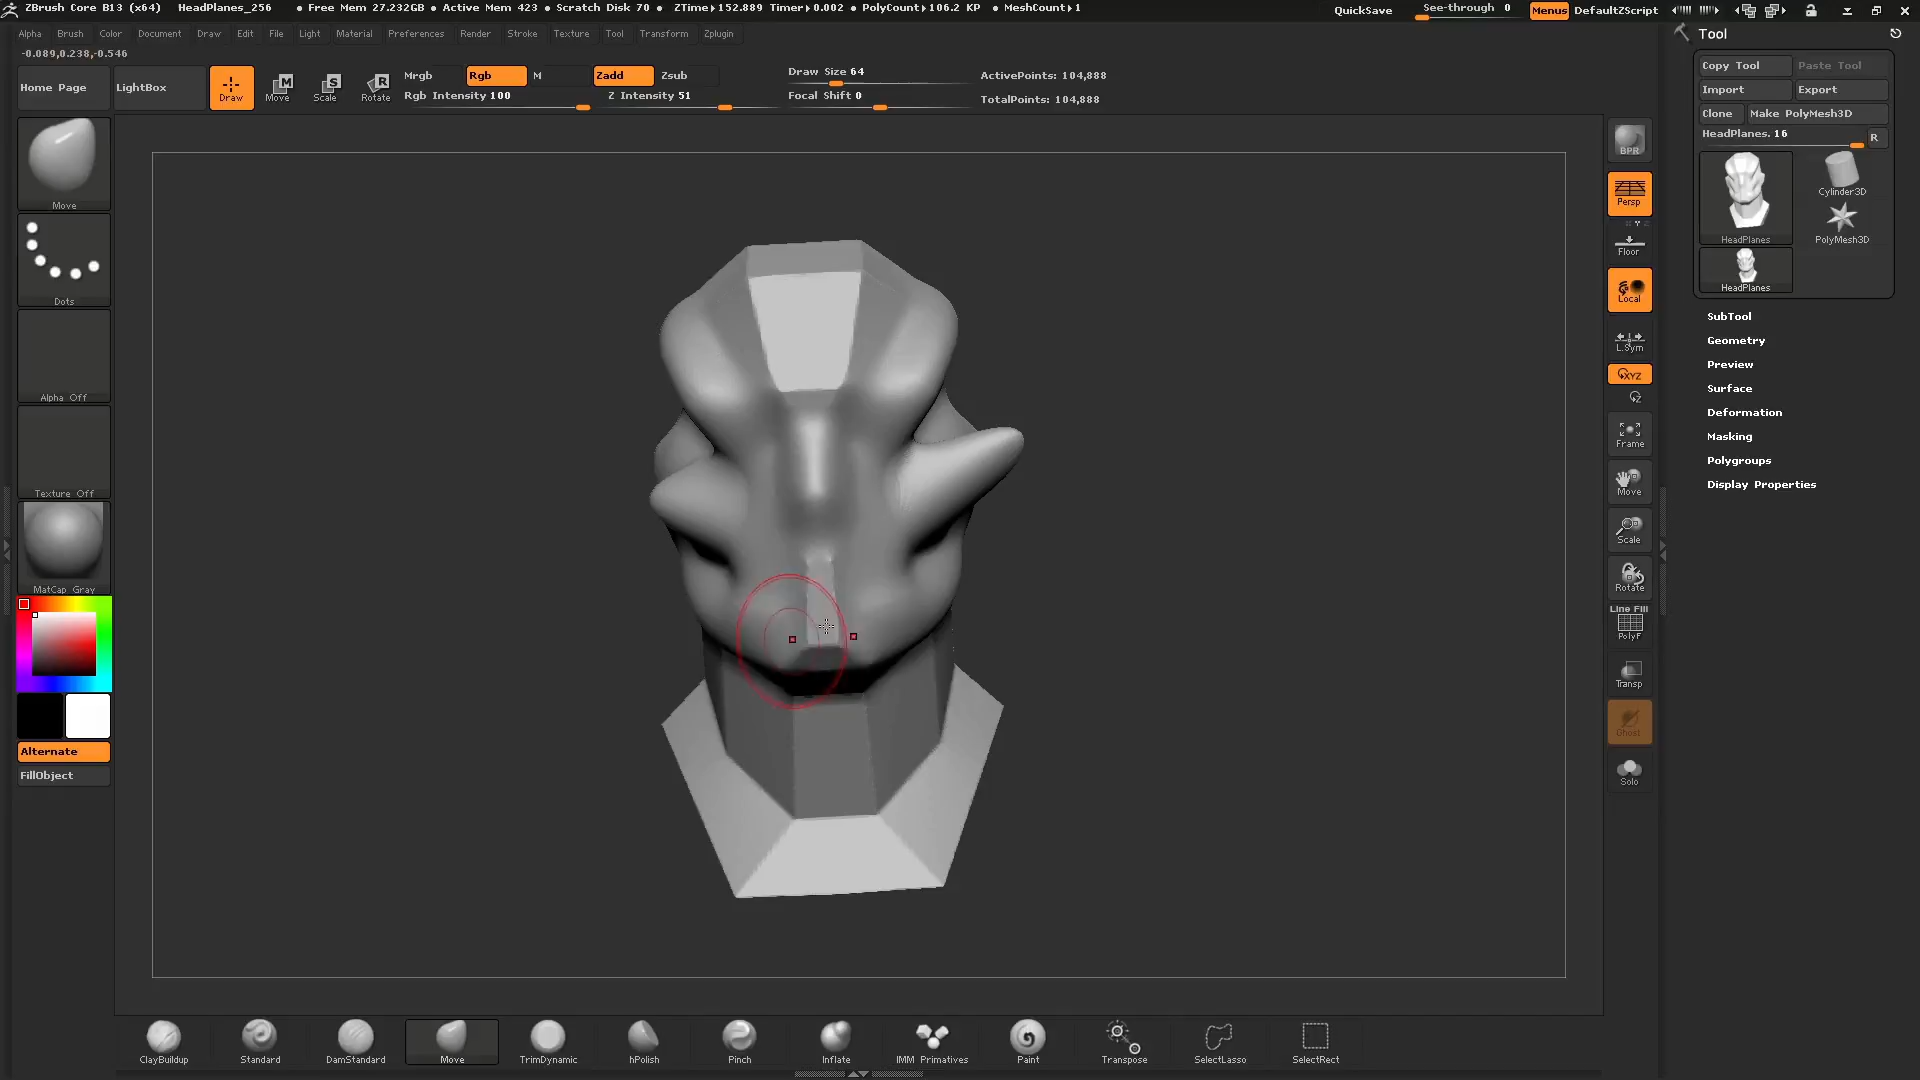 ZBrush Core B13 (x64) HeadPlanes_256 • Free Mem 27.232GB • Active Mem 423 • Scratch Disk 70 • ZTime▸152.889 Timer▸0.002 • PolyCount▸106.2 KP • MeshCount▸1 QuickSave See-through 0 Menus DefaultZScript
Alpha Brush Color Document Draw Edit File Light Material Preferences Render Stroke Texture Tool Transform Zplugin
Tool
-0.089,0.238,-0.546
Home Page
LightBox
Draw
Move
Scale
Rotate
Mrgb Rgb M Zadd Zsub
Rgb Intensity 100 Z Intensity 51
Draw Size 64
Focal Shift 0
ActivePoints: 104,888
TotalPoints: 104,888
Copy Tool Paste Tool
Import Export
Clone Make PolyMesh3D
HeadPlanes. 16 R
HeadPlanes
Cylinder3D
PolyMesh3D
HeadPlanes
SubTool
Geometry
Preview
Surface
Deformation
Masking
Polygroups
Display Properties
Move
Dots
Alpha Off
Texture Off
MatCap Gray
Alternate
FillObject
BPR
Persp
Floor
Local
L.Sym
XYZ
Frame
Move
Scale
Rotate
Line Fill
PolyF
Transp
Ghost
Solo
ClayBuildup Standard DamStandard Move TrimDynamic hPolish Pinch Inflate IMM Primitives Paint Transpose SelectLasso SelectRect